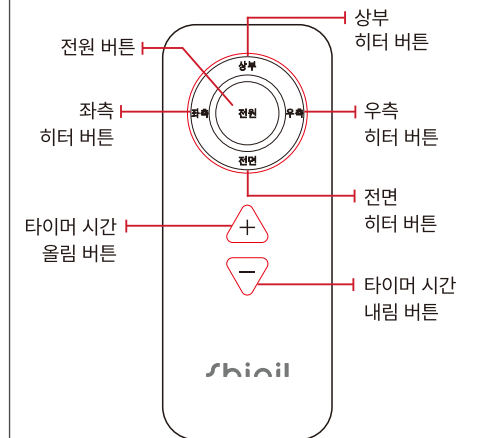 상부
히터 버튼
전원 버튼
상부
좌측
히터 버튼
좌측
전원
우측
우측
히터 버튼
전면
전면
히터 버튼
타이머 시간
올림 버튼
+
−
타이머 시간
내림 버튼
Shinil